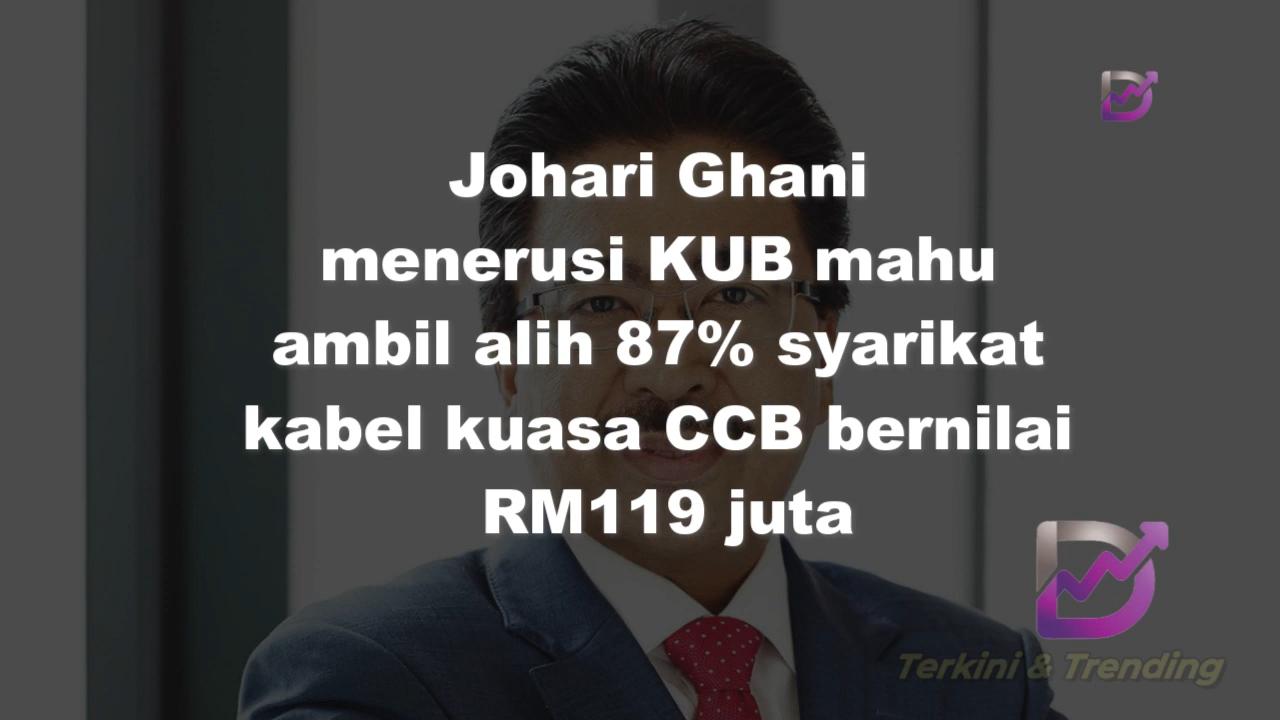 Johari Ghani
menerusi KUB mahu
ambil alih 87% syarikat
kabel kuasa CCB bernilai
RM119 juta
Terkini & Trending